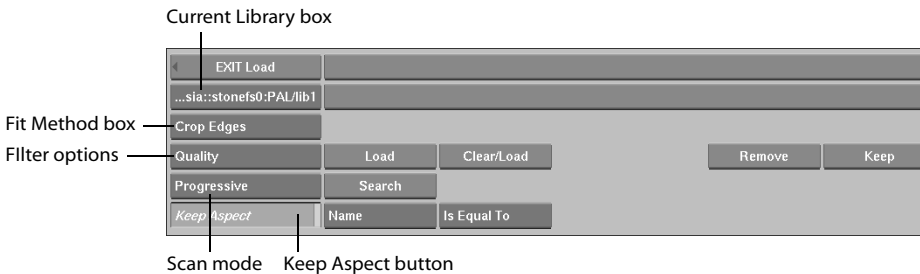 Current Library box
EXIT Load
...sia::stonefs0:PAL/lib1
Fit Method box
Crop Edges
FIlter options
Quality Load Clear/Load Remove Keep
Progressive Search
Keep Aspect Name Is Equal To
Scan mode Keep Aspect button